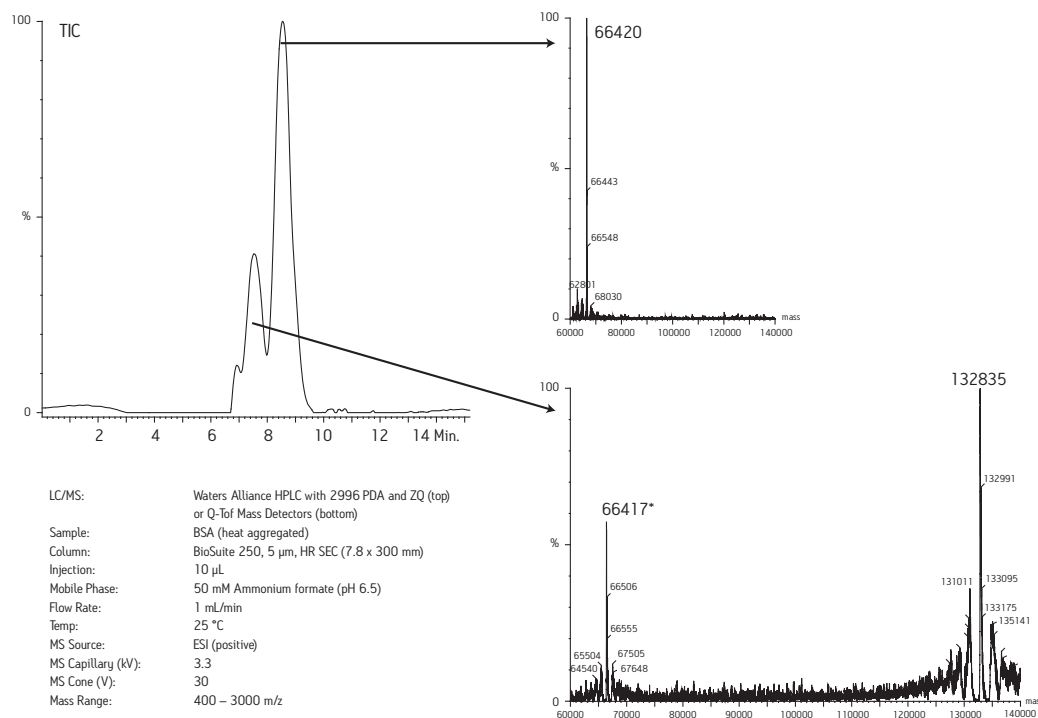 100
TIC
%
0
2 4 6 8 10 12 14 Min.
100
66420
%
66443
66548
62801
68030
0
60000 80000 100000 120000 140000 mass
100
132835
132991
66417*
%
131011
133095
66506
133175
135141
66555
65504
67505
64540
67648
0
60000 70000 80000 90000 100000 110000 120000 130000 140000 mass
LC/MS: Waters Alliance HPLC with 2996 PDA and ZQ (top)
or Q-Tof Mass Detectors (bottom)
Sample: BSA (heat aggregated)
Column: BioSuite 250, 5 µm, HR SEC (7.8 x 300 mm)
Injection: 10 µL
Mobile Phase: 50 mM Ammonium formate (pH 6.5)
Flow Rate: 1 mL/min
Temp: 25 °C
MS Source: ESI (positive)
MS Capillary (kV): 3.3
MS Cone (V): 30
Mass Range: 400 – 3000 m/z